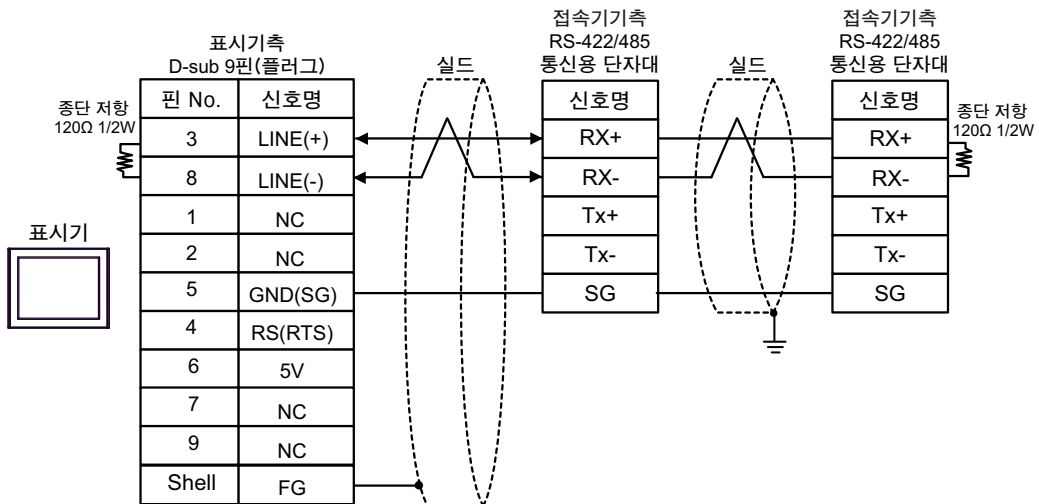 표시기측
D-sub 9핀(플러그)
핀 No. 신호명
3 LINE(+)
8 LINE(-)
1 NC
2 NC
5 GND(SG)
4 RS(RTS)
6 5V
7 NC
9 NC
Shell FG
종단 저항
120Ω 1/2W
표시기
실드
접속기기측
RS-422/485
통신용 단자대
신호명
RX+
RX-
Tx+
Tx-
SG
실드
접속기기측
RS-422/485
통신용 단자대
신호명
RX+
RX-
Tx+
Tx-
SG
종단 저항
120Ω 1/2W